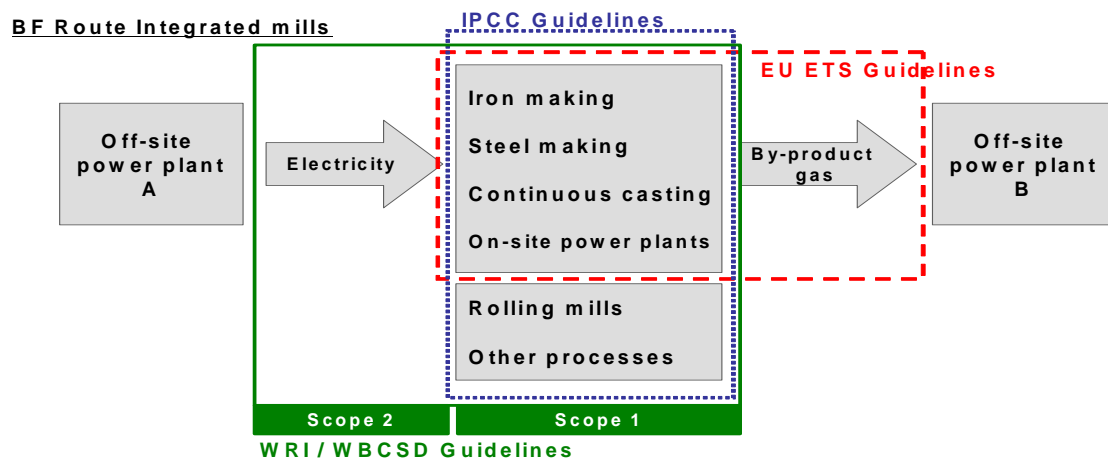 IPCC Guidelines
BF Route Integrated mills
EU ETS Guidelines
Off-site
power plant
A
Electricity
Iron making
Steel making
Continuous casting
On-site power plants
By-product
gas
Off-site
power plant
B
Rolling mills
Other processes
Scope 2
Scope 1
WRI / WBCSD Guidelines